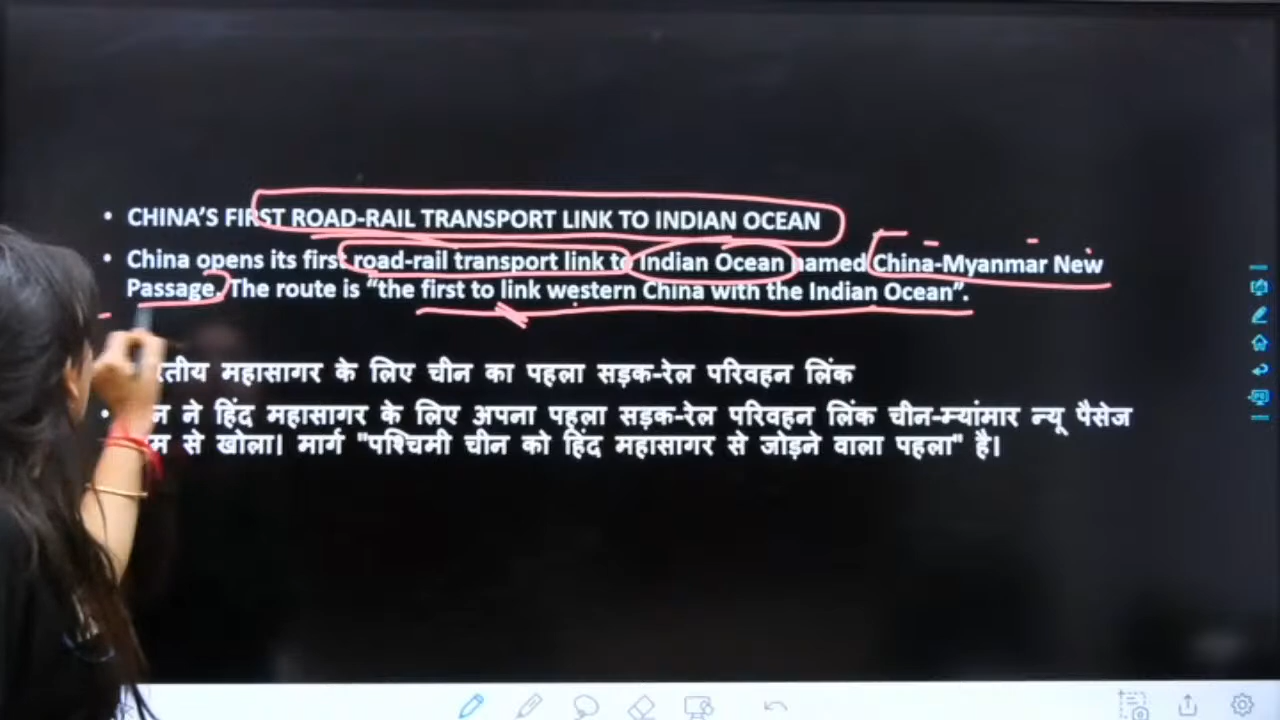 • CHINA'S FIRST ROAD-RAIL TRANSPORT LINK TO INDIAN OCEAN
• China opens its first road-rail transport link to Indian Ocean named China-Myanmar New
Passage. The route is “the first to link western China with the Indian Ocean”.
महासागर के लिए चीन का पहला सड़क-रेल परिवहन लिंक
ने हिंद महासागर के लिए अपना पहला सड़क-रेल परिवहन लिंक चीन-म्यांमार न्यू पैसेज
से खोला। मार्ग "पश्चिमी चीन को हिंद महासागर से जोड़ने वाला पहला" है।